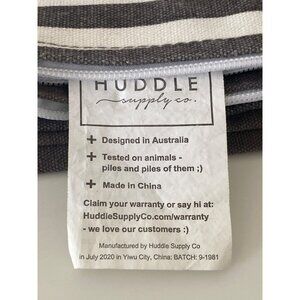 HUDDLE
supply co.
+ Designed in Australia
+ Tested on animals -
piles and piles of them ;)
+ Made in China
Claim your warranty or say hi at:
HuddleSupplyCo.com/warranty
- we love our customers :)
Manufactured by Huddle Supply Co
in July 2020 in Yiwu City, China: BATCH: 9-1981